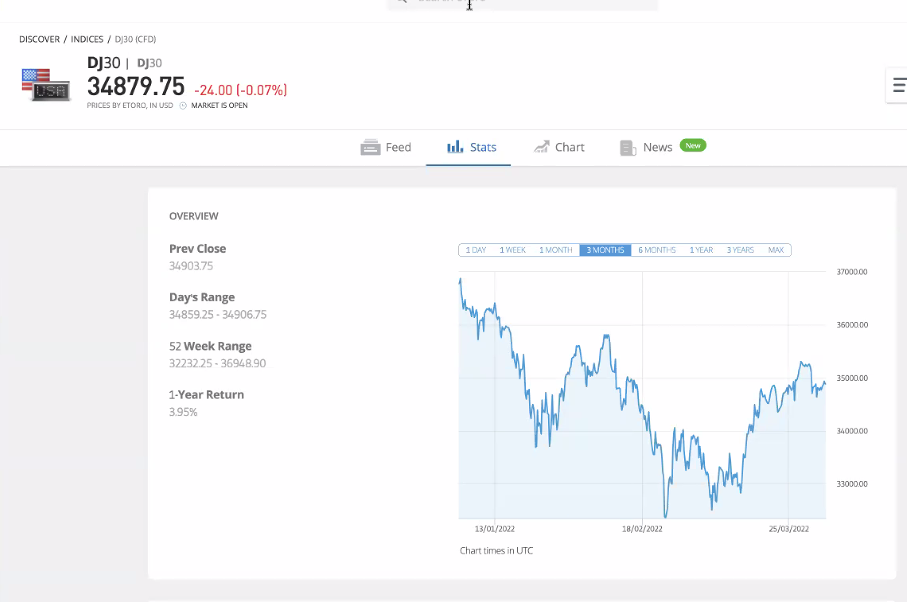 DISCOVER / INDICES / DJ30 (CFD)
DJ30 | DJ30
34879.75 -24.00 (-0.07%)
PRICES BY ETORO, IN USD MARKET IS OPEN
USA
Feed Stats Chart News New
OVERVIEW
Prev Close
34903.75
Day's Range
34859.25 - 34906.75
52 Week Range
32232.25 - 36948.90
1-Year Return
3.95%
1 DAY 1 WEEK 1 MONTH 3 MONTHS 6 MONTHS 1 YEAR 3 YEARS MAX
37000.00
36000.00
35000.00
34000.00
33000.00
13/01/2022 18/02/2022 25/03/2022
Chart times in UTC